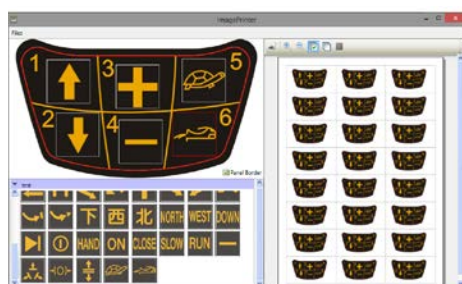 ImagePrinter
Files
1 3 5
2 4 6
Panel Border
下 西 北 NORTH WEST DOWN
HAND ON CLOSE SLOW RUN